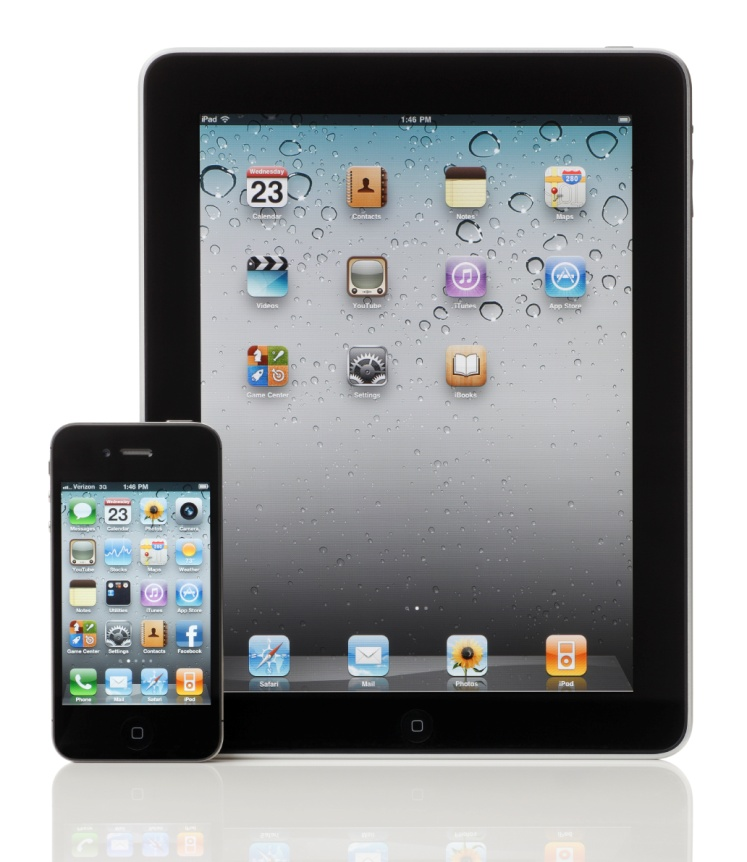 iPad 1:46 PM
Wednesday
23 280
Calendar Contacts Notes Maps
Videos YouTube iTunes App Store
Game Center Settings iBooks
Safari Mail Photos iPod
Verizon 3G 1:46 PM
Wednesday
23
Messages Calendar Photos Camera
280
YouTube Stocks Maps Weather
Notes Utilities iTunes App Store
f
Game Center Settings Contacts Facebook
Phone Mail Safari iPod